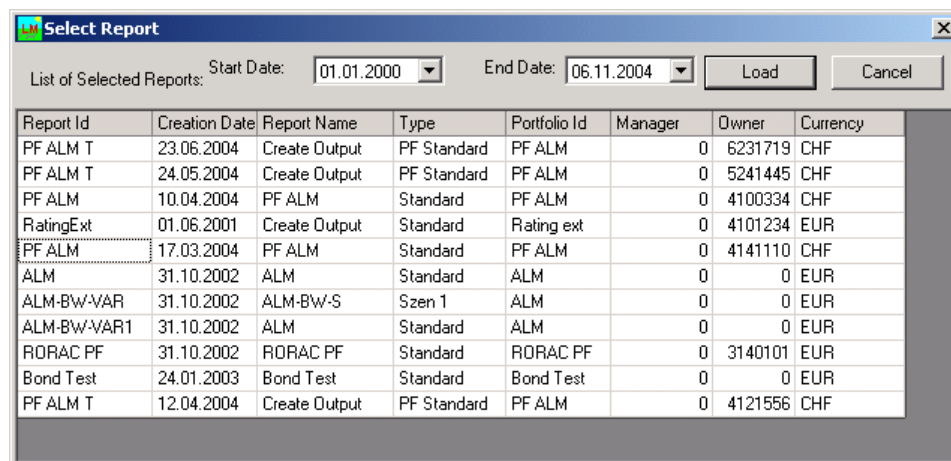 LM Select Report
List of Selected Reports: Start Date: 01.01.2000 End Date: 06.11.2004 Load Cancel
Report Id Creation Date Report Name Type Portfolio Id Manager Owner Currency
PF ALM T 23.06.2004 Create Output PF Standard PF ALM 0 6231719 CHF
PF ALM T 24.05.2004 Create Output PF Standard PF ALM 0 5241445 CHF
PF ALM 10.04.2004 PF ALM Standard PF ALM 0 4100334 CHF
RatingExt 01.06.2001 Create Output Standard Rating ext 0 4101234 EUR
PF ALM 17.03.2004 PF ALM Standard PF ALM 0 4141110 CHF
ALM 31.10.2002 ALM Standard ALM 0 0 EUR
ALM-BW-VAR 31.10.2002 ALM-BW-S Szen 1 ALM 0 0 EUR
ALM-BW-VAR1 31.10.2002 ALM Standard ALM 0 0 EUR
RORAC PF 31.10.2002 RORAC PF Standard RORAC PF 0 3140101 EUR
Bond Test 24.01.2003 Bond Test Standard Bond Test 0 0 EUR
PF ALM T 12.04.2004 Create Output PF Standard PF ALM 0 4121556 CHF